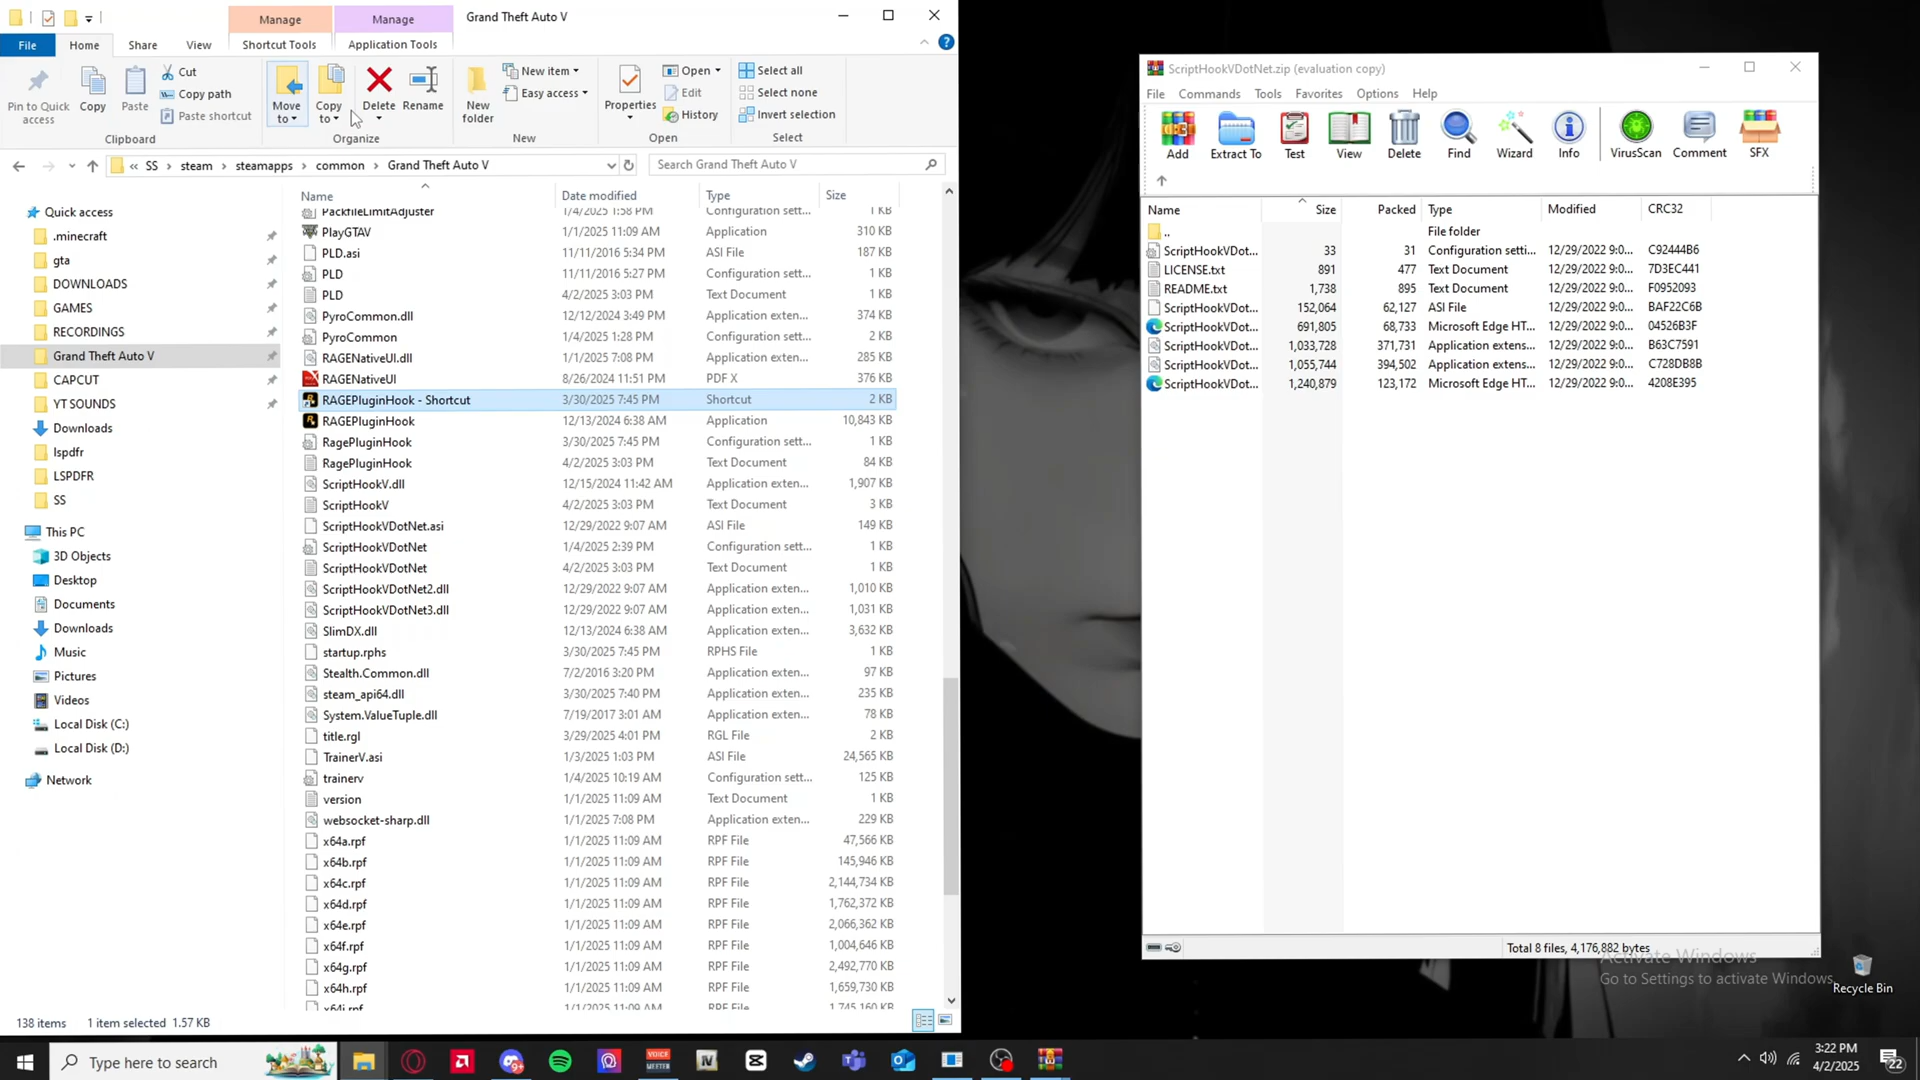 Manage
Manage
Grand Theft Auto V
File
Home
Share
View
Shortcut Tools
Application Tools
Pin to Quick access
Copy
Paste
Cut
Copy path
Paste shortcut
Clipboard
Move to
Copy to
Delete
Rename
Organize
New folder
New item
Easy access
New
Properties
Open
Edit
History
Open
Select all
Select none
Invert selection
Select
« SS › steam › steamapps › common › Grand Theft Auto V
Search Grand Theft Auto V
Quick access
.minecraft
gta
DOWNLOADS
GAMES
RECORDINGS
Grand Theft Auto V
CAPCUT
YT SOUNDS
Downloads
lspdfr
LSPDFR
SS
This PC
3D Objects
Desktop
Documents
Downloads
Music
Pictures
Videos
Local Disk (C:)
Local Disk (D:)
Network
Name Date modified Type Size
PackfileLimitAdjuster 1/4/2025 1:58 PM Configuration sett... 1 KB
PlayGTAV 1/1/2025 11:09 AM Application 310 KB
PLD.asi 11/11/2016 5:34 PM ASI File 187 KB
PLD 11/11/2016 5:27 PM Configuration sett... 1 KB
PLD 4/2/2025 3:03 PM Text Document 1 KB
PyroCommon.dll 12/12/2024 3:49 PM Application exten... 374 KB
PyroCommon 1/4/2025 1:28 PM Configuration sett... 2 KB
RAGENativeUI.dll 1/1/2025 7:08 PM Application exten... 285 KB
RAGENativeUI 8/26/2024 11:51 PM PDF X 376 KB
RAGEPluginHook - Shortcut 3/30/2025 7:45 PM Shortcut 2 KB
RAGEPluginHook 12/13/2024 6:38 AM Application 10,843 KB
RagePluginHook 3/30/2025 7:45 PM Configuration sett... 1 KB
RagePluginHook 4/2/2025 3:03 PM Text Document 84 KB
ScriptHookV.dll 12/15/2024 11:42 AM Application exten... 1,907 KB
ScriptHookV 4/2/2025 3:03 PM Text Document 3 KB
ScriptHookVDotNet.asi 12/29/2022 9:07 AM ASI File 149 KB
ScriptHookVDotNet 1/4/2025 2:39 PM Configuration sett... 1 KB
ScriptHookVDotNet 4/2/2025 3:03 PM Text Document 1 KB
ScriptHookVDotNet2.dll 12/29/2022 9:07 AM Application exten... 1,010 KB
ScriptHookVDotNet3.dll 12/29/2022 9:07 AM Application exten... 1,031 KB
SlimDX.dll 12/13/2024 6:38 AM Application exten... 3,632 KB
startup.rphs 3/30/2025 7:45 PM RPHS File 1 KB
Stealth.Common.dll 7/2/2016 3:20 PM Application exten... 97 KB
steam_api64.dll 3/30/2025 7:40 PM Application exten... 235 KB
System.ValueTuple.dll 7/19/2017 3:01 AM Application exten... 78 KB
title.rgl 3/29/2025 4:01 PM RGL File 2 KB
TrainerV.asi 1/3/2025 1:03 PM ASI File 24,565 KB
trainerv 1/4/2025 10:19 AM Configuration sett... 125 KB
version 1/1/2025 11:09 AM Text Document 1 KB
websocket-sharp.dll 1/1/2025 7:08 PM Application exten... 229 KB
x64a.rpf 1/1/2025 11:09 AM RPF File 47,566 KB
x64b.rpf 1/1/2025 11:09 AM RPF File 145,946 KB
x64c.rpf 1/1/2025 11:09 AM RPF File 2,144,734 KB
x64d.rpf 1/1/2025 11:09 AM RPF File 1,762,372 KB
x64e.rpf 1/1/2025 11:09 AM RPF File 2,066,362 KB
x64f.rpf 1/1/2025 11:09 AM RPF File 1,004,646 KB
x64g.rpf 1/1/2025 11:09 AM RPF File 2,492,770 KB
x64h.rpf 1/1/2025 11:09 AM RPF File 1,659,730 KB
x64i.rpf 1/1/2025 11:09 AM RPF File 1,745,160 KB
138 items 1 item selected 1.57 KB
ScriptHookVDotNet.zip (evaluation copy)
File Commands Tools Favorites Options Help
Add Extract To Test View Delete Find Wizard Info VirusScan Comment SFX
Name Size Packed Type Modified CRC32
.. File folder
ScriptHookVDot... 33 31 Configuration setti... 12/29/2022 9:0... C92444B6
LICENSE.txt 891 477 Text Document 12/29/2022 9:0... 7D3EC441
README.txt 1,738 895 Text Document 12/29/2022 9:0... F0952093
ScriptHookVDot... 152,064 62,127 ASI File 12/29/2022 9:0... BAF22C6B
ScriptHookVDot... 691,805 68,733 Microsoft Edge HT... 12/29/2022 9:0... 04526B3F
ScriptHookVDot... 1,033,728 371,731 Application extens... 12/29/2022 9:0... B63C7591
ScriptHookVDot... 1,055,744 394,502 Application extens... 12/29/2022 9:0... C728DB8B
ScriptHookVDot... 1,240,879 123,172 Microsoft Edge HT... 12/29/2022 9:0... 4208E395
Total 8 files, 4,176,882 bytes
Activate Windows
Go to Settings to activate Windows.
Recycle Bin
Type here to search
VOICE
MEETER
IV
9+
3:22 PM
4/2/2025
22